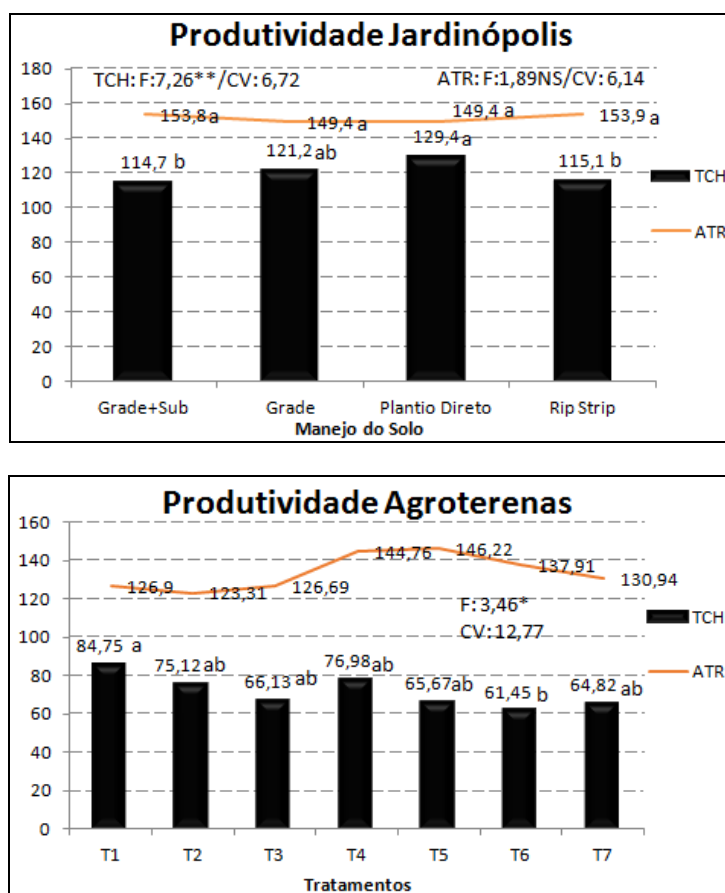 Produtividade Jardinópolis
180
160
140
120
100
80
60
40
20
0
TCH: F:7,26**/CV: 6,72
ATR: F:1,89NS/CV: 6,14
153,8 a
149,4 a
149,4 a
153,9 a
114,7 b
121,2 ab
129,4 a
115,1 b
TCH
ATR
Grade+Sub
Grade
Plantio Direto
Rip Strip
Manejo do Solo
Produtividade Agroterenas
160
140
120
100
80
60
40
20
0
126,9
123,31
126,69
144,76
146,22
137,91
130,94
F: 3,46*
CV: 12,77
84,75 a
75,12 ab
66,13 ab
76,98 ab
65,67 ab
61,45 b
64,82 ab
TCH
ATR
T1
T2
T3
T4
T5
T6
T7
Tratamentos